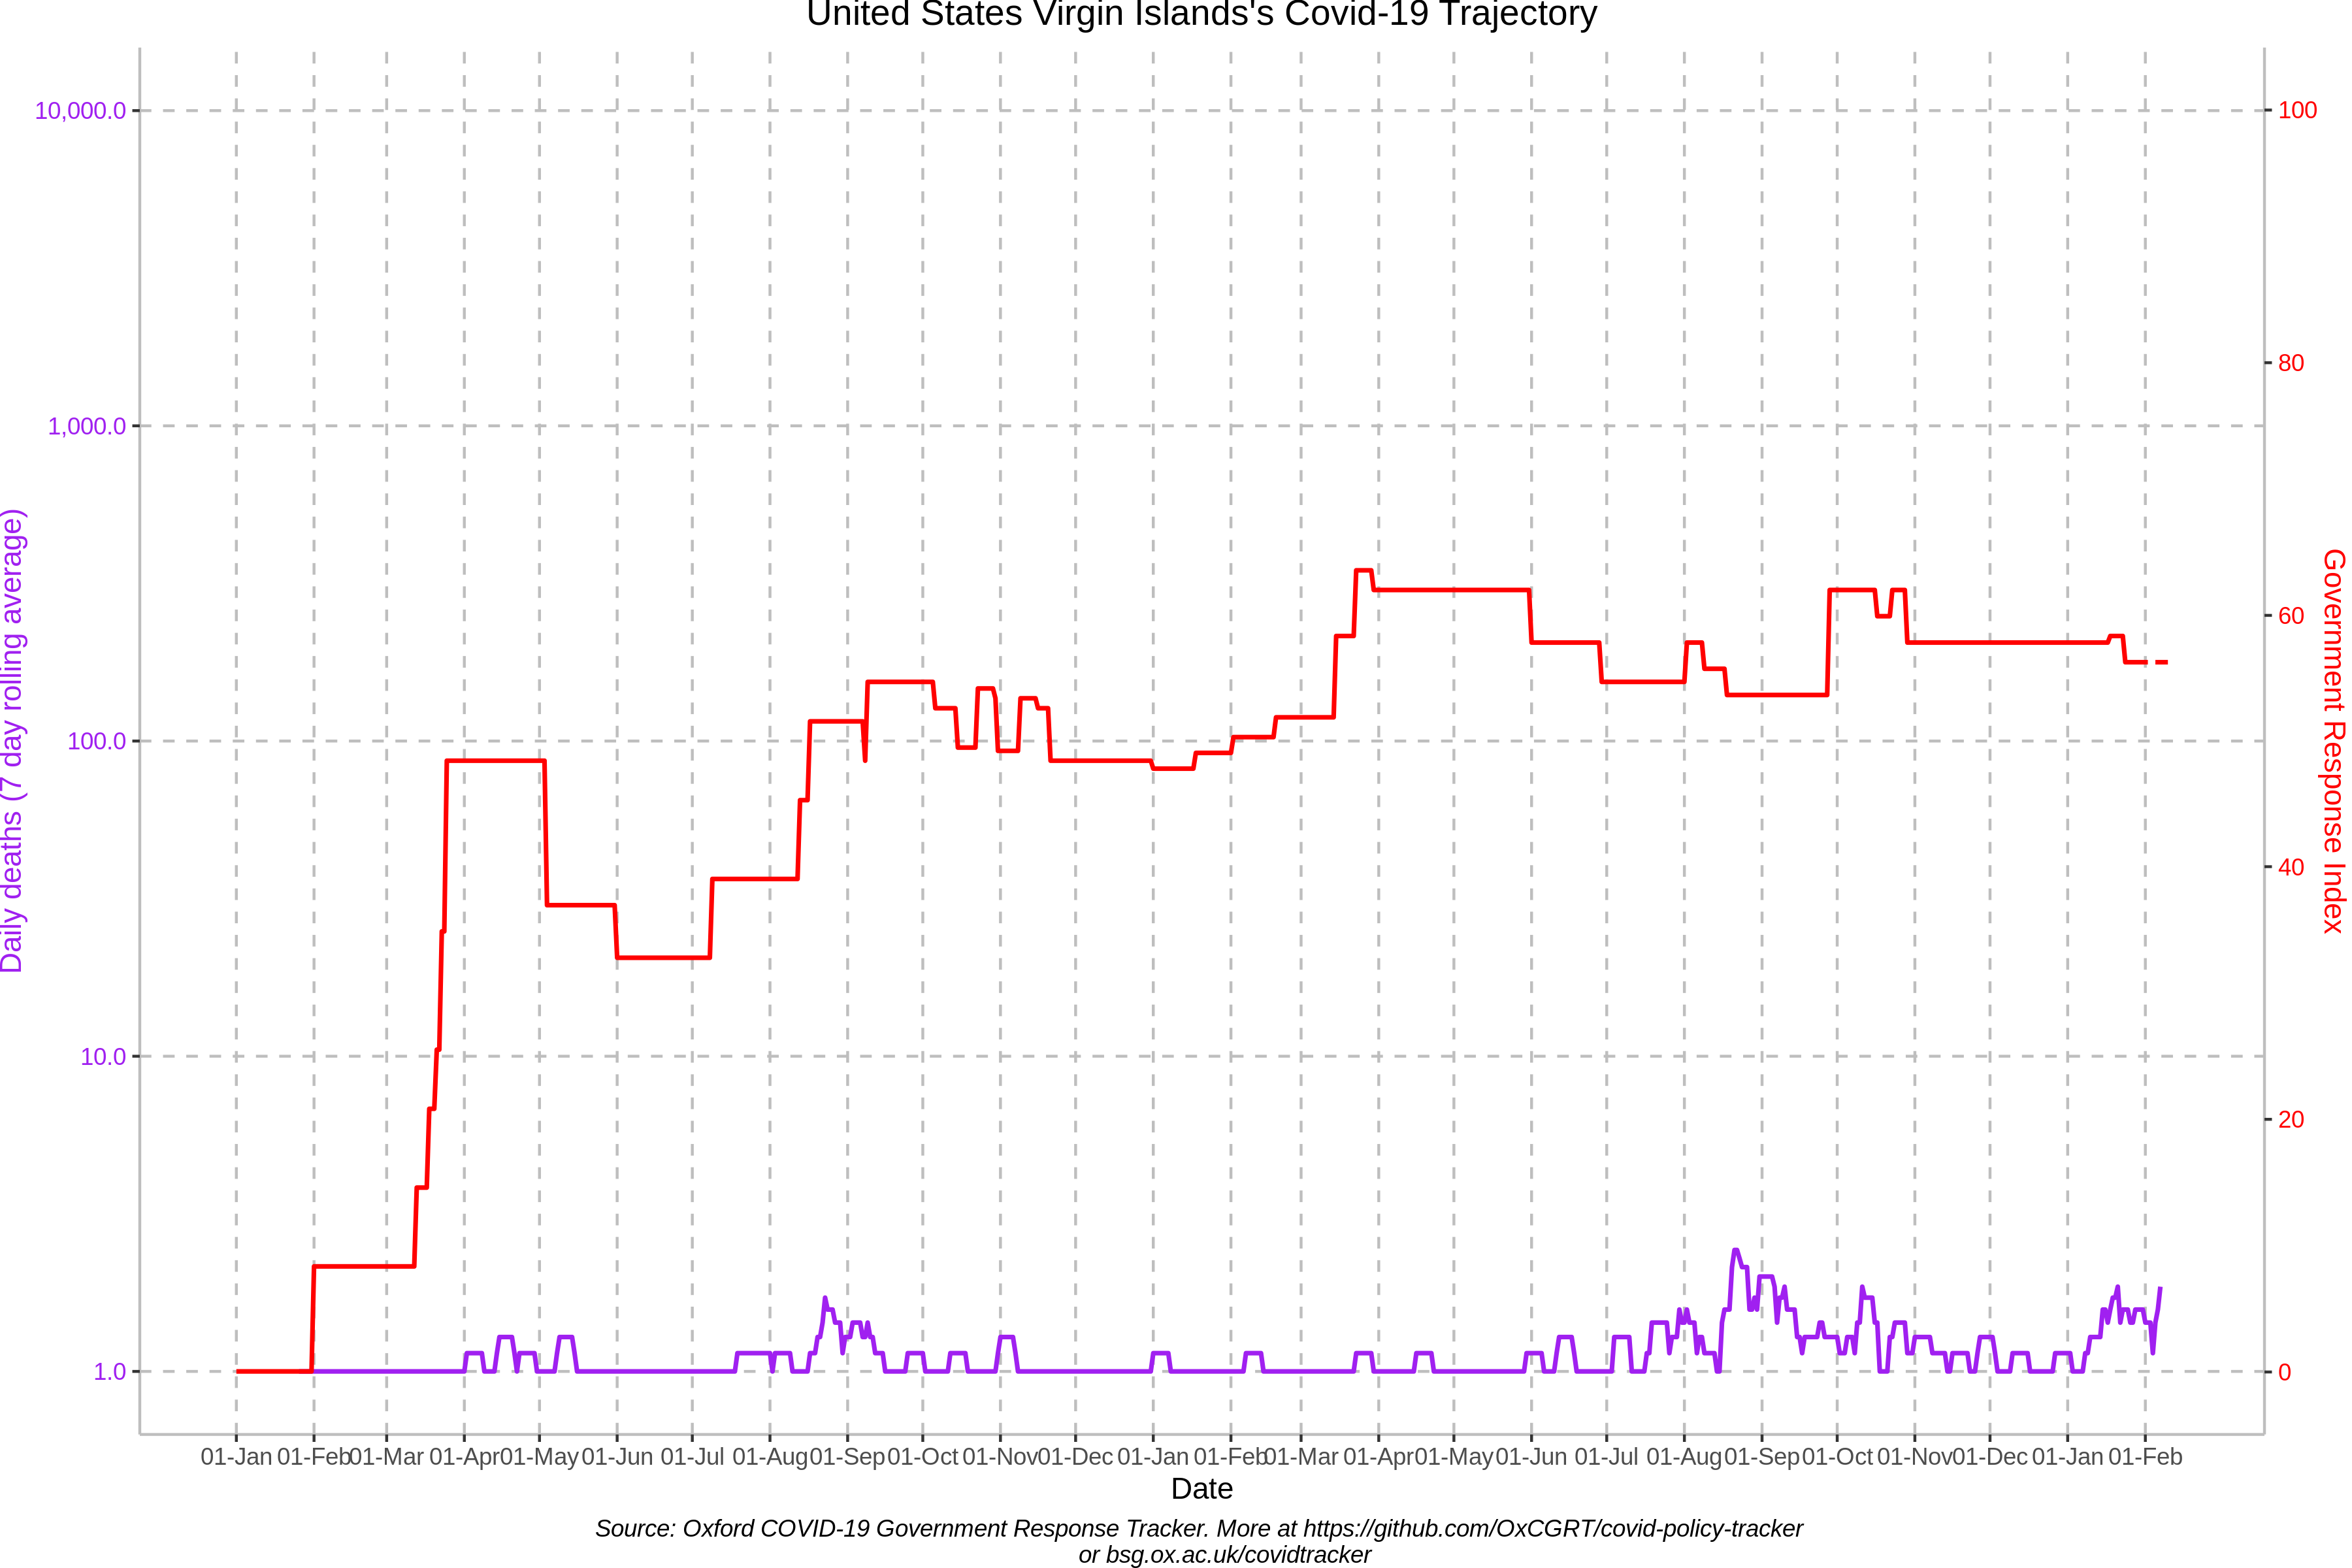 United States Virgin Islands's Covid-19 Trajectory
10,000.0
1,000.0
100.0
10.0
1.0
Daily deaths (7 day rolling average)
100
80
60
40
20
0
Government Response Index
01-Jan 01-Feb 01-Mar 01-Apr 01-May 01-Jun 01-Jul 01-Aug 01-Sep 01-Oct 01-Nov 01-Dec 01-Jan 01-Feb 01-Mar 01-Apr 01-May 01-Jun 01-Jul 01-Aug 01-Sep 01-Oct 01-Nov 01-Dec 01-Jan 01-Feb
Date
Source: Oxford COVID-19 Government Response Tracker. More at https://github.com/OxCGRT/covid-policy-tracker
or bsg.ox.ac.uk/covidtracker